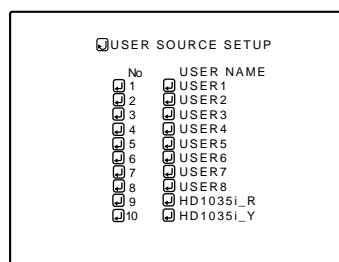 USER SOURCE SETUP
No USER NAME
1 USER1
2 USER2
3 USER3
4 USER4
5 USER5
6 USER6
7 USER7
8 USER8
9 HD1035i_R
10 HD1035i_Y